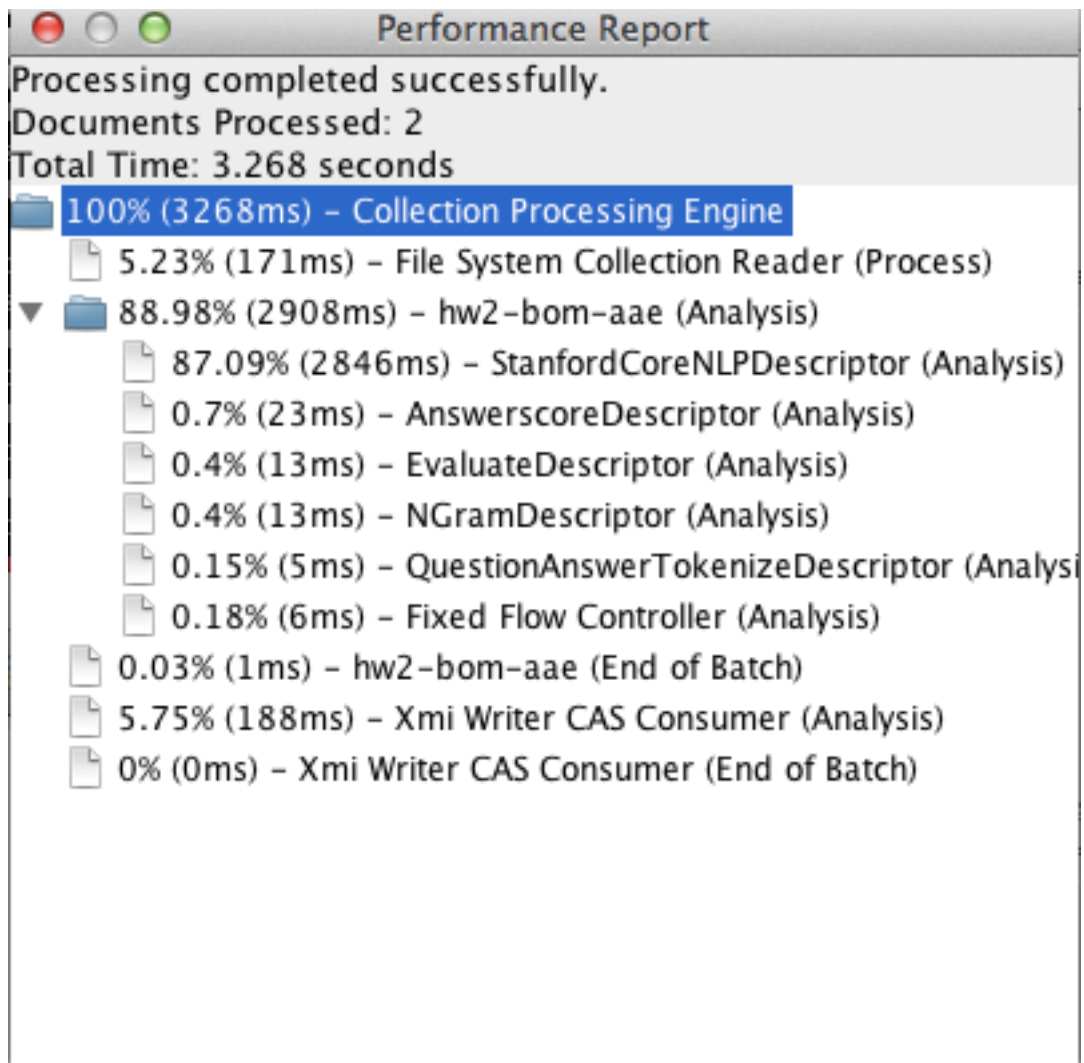 Performance Report
Processing completed successfully.
Documents Processed: 2
Total Time: 3.268 seconds
100% (3268ms) – Collection Processing Engine
5.23% (171ms) – File System Collection Reader (Process)
88.98% (2908ms) – hw2-bom-aae (Analysis)
87.09% (2846ms) – StanfordCoreNLPDescriptor (Analysis)
0.7% (23ms) – AnswerscoreDescriptor (Analysis)
0.4% (13ms) – EvaluateDescriptor (Analysis)
0.4% (13ms) – NGramDescriptor (Analysis)
0.15% (5ms) – QuestionAnswerTokenizeDescriptor (Analysi
0.18% (6ms) – Fixed Flow Controller (Analysis)
0.03% (1ms) – hw2-bom-aae (End of Batch)
5.75% (188ms) – Xmi Writer CAS Consumer (Analysis)
0% (0ms) – Xmi Writer CAS Consumer (End of Batch)